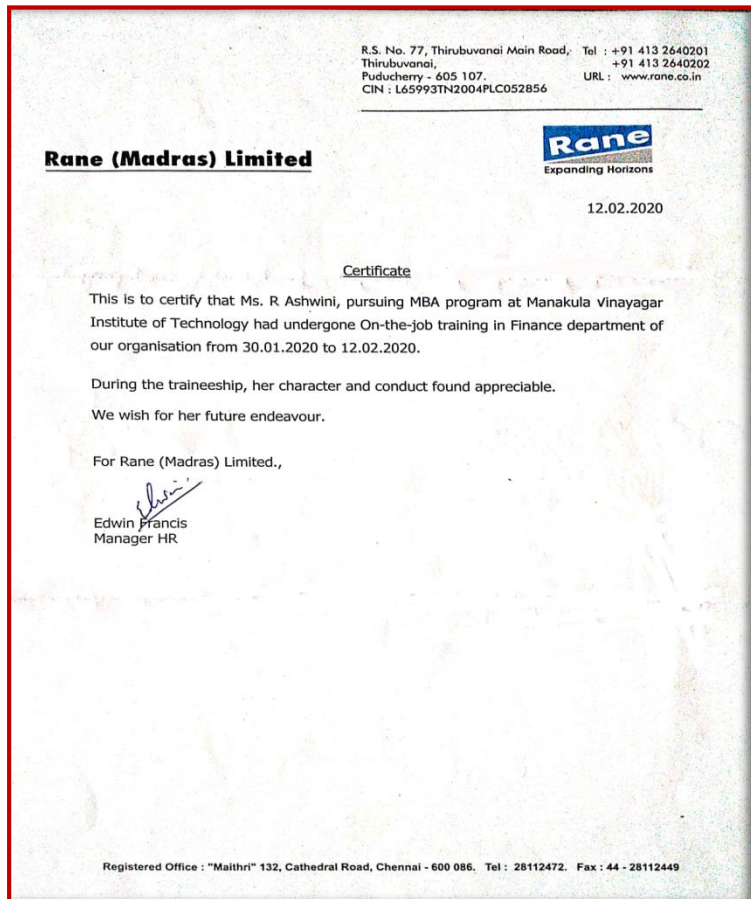 R.S. No. 77, Thirubuvanai Main Road, Tel : +91 413 2640201
Thirubuvanai, +91 413 2640202
Puducherry - 605 107. URL : www.rane.co.in
CIN : L65993TN2004PLC052856
Rane (Madras) Limited
Rane
Expanding Horizons
12.02.2020
Certificate
This is to certify that Ms. R Ashwini, pursuing MBA program at Manakula Vinayagar
Institute of Technology had undergone On-the-job training in Finance department of
our organisation from 30.01.2020 to 12.02.2020.
During the traineeship, her character and conduct found appreciable.
We wish for her future endeavour.
For Rane (Madras) Limited.,
Edwin
Edwin Francis
Manager HR
Registered Office : "Maithri" 132, Cathedral Road, Chennai - 600 086. Tel : 28112472. Fax : 44 - 28112449